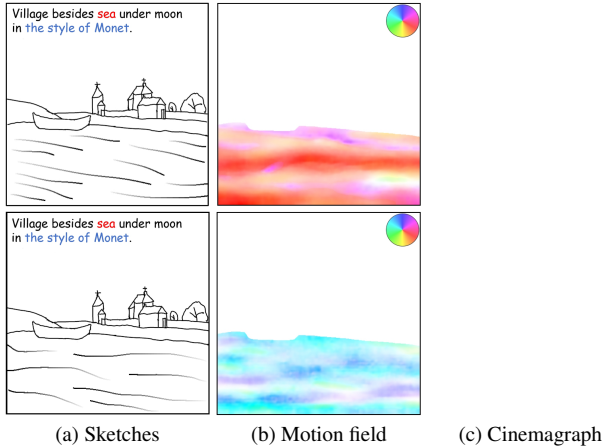 Village besides sea under moon
in the style of Monet.
Village besides sea under moon
in the style of Monet.
(a) Sketches (b) Motion field (c) Cinemagraph